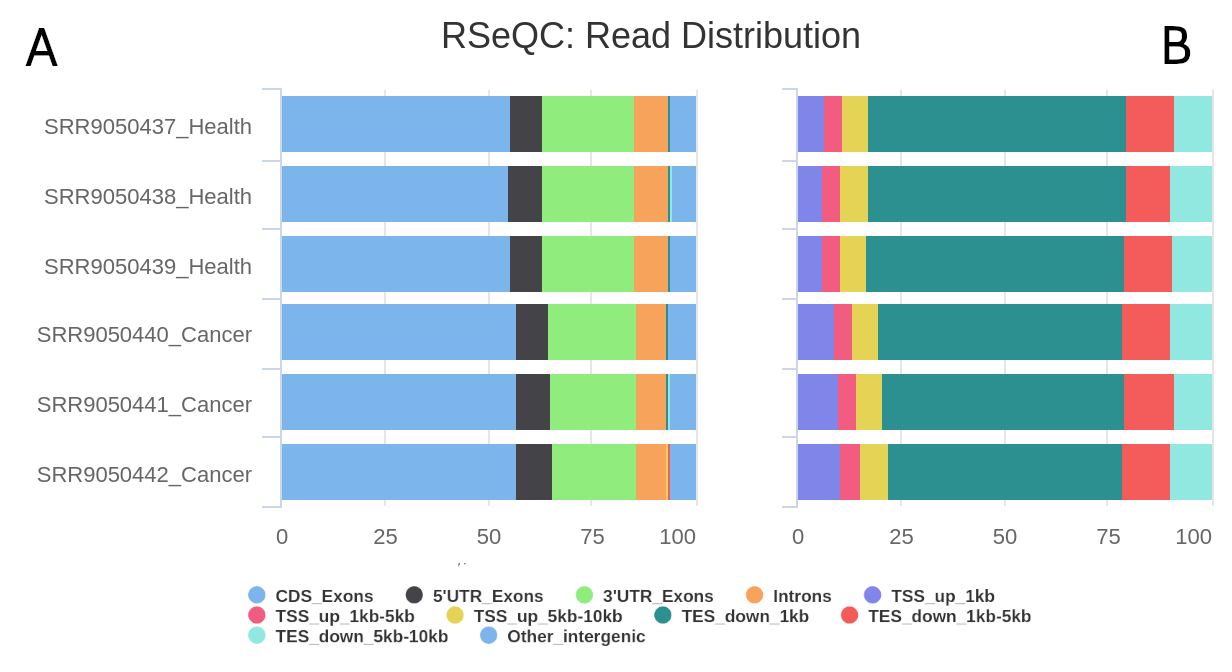 RSeQC: Read Distribution
A
B
SRR9050437_Health
SRR9050438_Health
SRR9050439_Health
SRR9050440_Cancer
SRR9050441_Cancer
SRR9050442_Cancer
0 25 50 75 100
0 25 50 75 100
CDS_Exons 5'UTR_Exons 3'UTR_Exons Introns TSS_up_1kb
TSS_up_1kb-5kb TSS_up_5kb-10kb TES_down_1kb TES_down_1kb-5kb
TES_down_5kb-10kb Other_intergenic